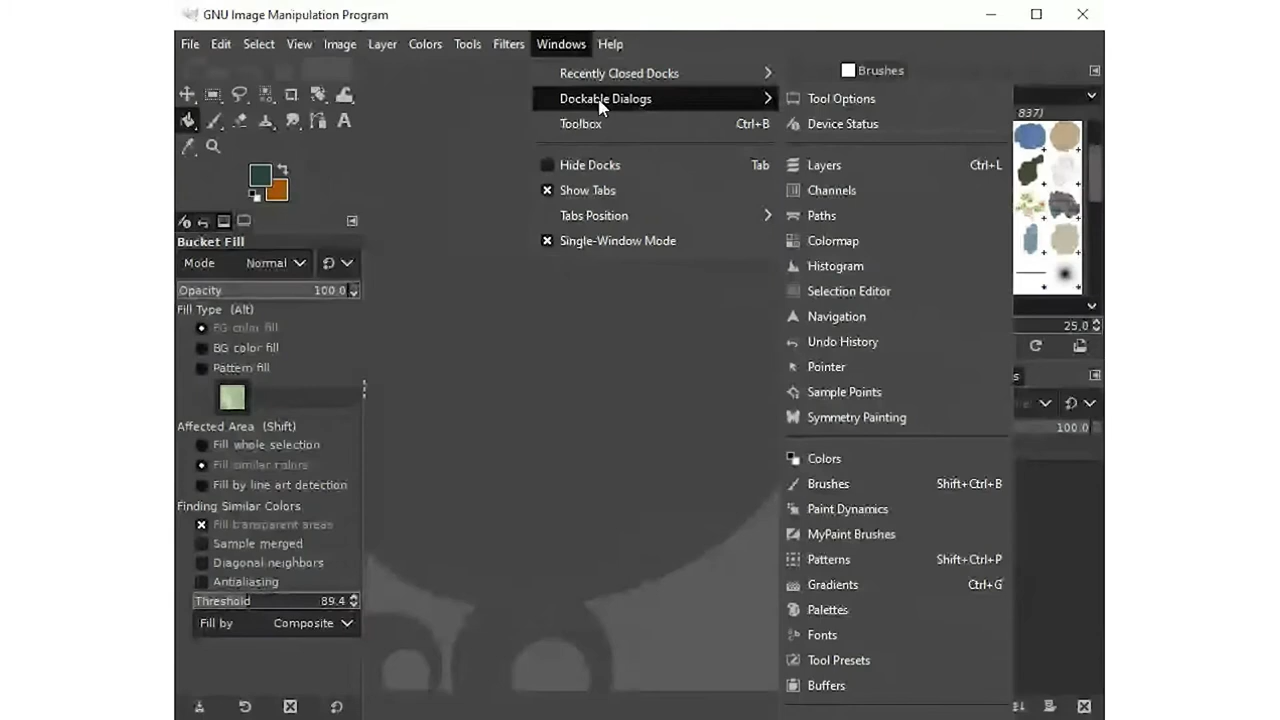 GNU Image Manipulation Program
File Edit Select View Image Layer Colors Tools Filters Windows Help
Recently Closed Docks
Dockable Dialogs
Toolbox Ctrl+B
Hide Docks Tab
Show Tabs
Tabs Position
Single-Window Mode
Brushes
837)
25.0
100.0
Tool Options
Device Status
Layers Ctrl+L
Channels
Paths
Colormap
Histogram
Selection Editor
Navigation
Undo History
Pointer
Sample Points
Symmetry Painting
Colors
Brushes Shift+Ctrl+B
Paint Dynamics
MyPaint Brushes
Patterns Shift+Ctrl+P
Gradients Ctrl+G
Palettes
Fonts
Tool Presets
Buffers
Bucket Fill
Mode Normal
Opacity 100.0
Fill Type (Alt)
FG color fill
BG color fill
Pattern fill
Affected Area (Shift)
Fill whole selection
Fill similar colors
Fill by line art detection
Finding Similar Colors
Fill transparent areas
Sample merged
Diagonal neighbors
Antialiasing
Threshold 89.4
Fill by Composite